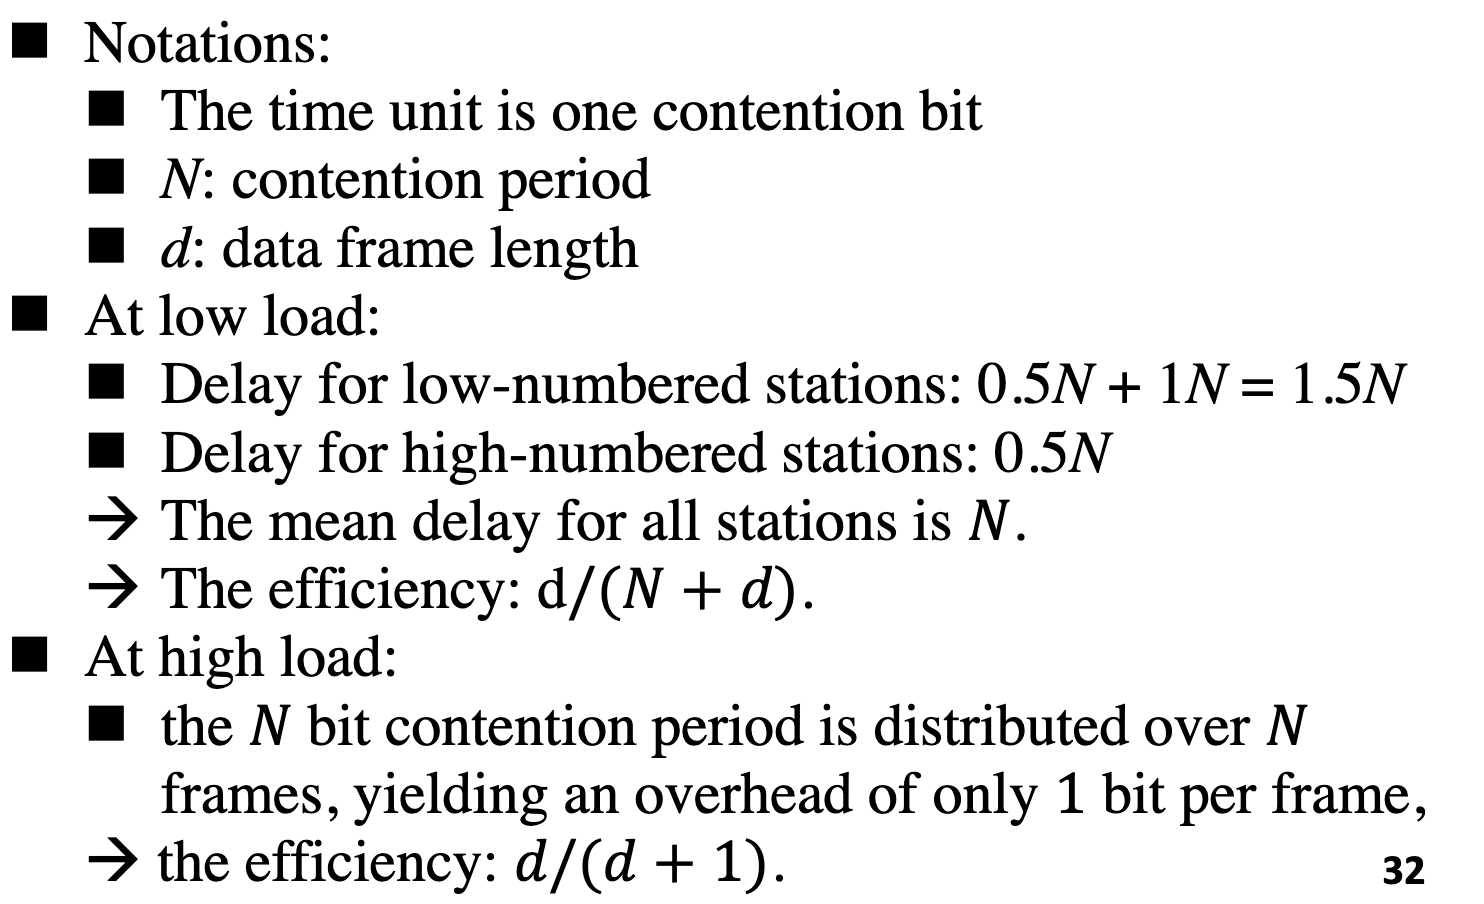 ■ Notations:
■ The time unit is one contention bit
■ N: contention period
■ d: data frame length
■ At low load:
■ Delay for low-numbered stations: 0.5N + 1N = 1.5N
■ Delay for high-numbered stations: 0.5N
→ The mean delay for all stations is N.
→ The efficiency: d/(N + d).
■ At high load:
■ the N bit contention period is distributed over N
frames, yielding an overhead of only 1 bit per frame,
→ the efficiency: d/(d + 1).
32